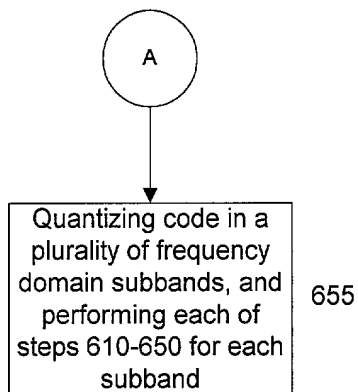 A
Quantizing code in a
plurality of frequency
domain subbands, and
performing each of
steps 610-650 for each
subband
655